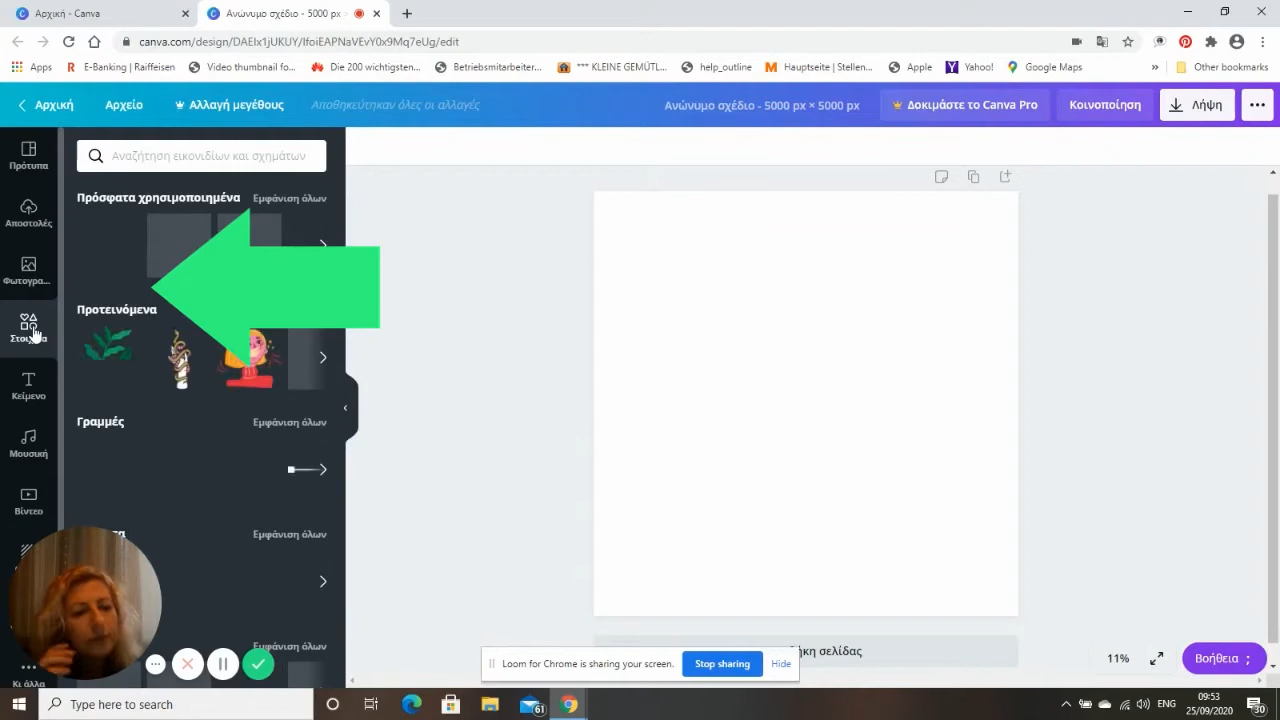 Αρχική - Canva
Ανώνυμο σχέδιο - 5000 px
canva.com/design/DAEIx1jUKUY/IfoiEAPNaVEvY0x9Mq7eUg/edit
Apps
E-Banking | Raiffeisen
Video thumbnail fo...
Die 200 wichtigsten...
Betriebsmitarbeiter...
*** KLEINE GEMÜTL...
help_outline
Hauptseite | Stellen...
Apple
Yahoo!
Google Maps
Other bookmarks
Αρχική
Αρχείο
Αλλαγή μεγέθους
Αποθηκεύτηκαν όλες οι αλλαγές
Ανώνυμο σχέδιο - 5000 px × 5000 px
Δοκιμάστε το Canva Pro
Κοινοποίηση
Λήψη
Πρότυπα
Αποστολές
Φωτογρα...
Κείμενο
Μουσική
Βίντεο
Κι άλλα
Αναζήτηση εικονιδίων και σχημάτων
Πρόσφατα χρησιμοποιημένα
Εμφάνιση όλων
Προτεινόμενα
Γραμμές
Εμφάνιση όλων
Εμφάνιση όλων
Εμφάνιση όλων
σελίδας
Loom for Chrome is sharing your screen.
Stop sharing
Hide
11%
Βοήθεια ;
Type here to search
61
ENG
09:53
25/09/2020
30